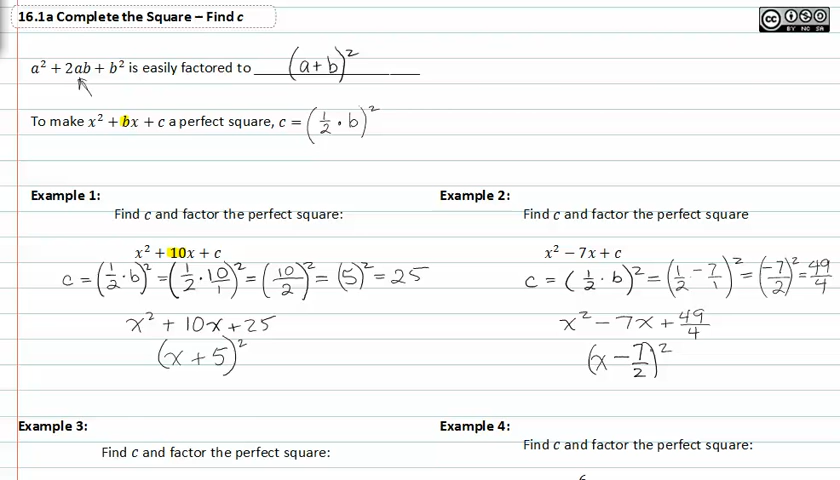 16.1a Complete the Square – Find c
CC BY NC SA
a² + 2ab + b² is easily factored to (a+b)²
To make x² + bx + c a perfect square, c = (1/2 · b)²
Example 1:
Find c and factor the perfect square:
x² + 10x + c
c = (1/2 · b)² = (1/2 · 10/1)² = (10/2)² = (5)² = 25
x² + 10x + 25
(x + 5)²
Example 2:
Find c and factor the perfect square
x² − 7x + c
c = (1/2 · b)² = (1/2 · −7/1)² = (−7/2)² = 49/4
x² − 7x + 49/4
(x − 7/2)²
Example 3:
Find c and factor the perfect square:
Example 4:
Find c and factor the perfect square: